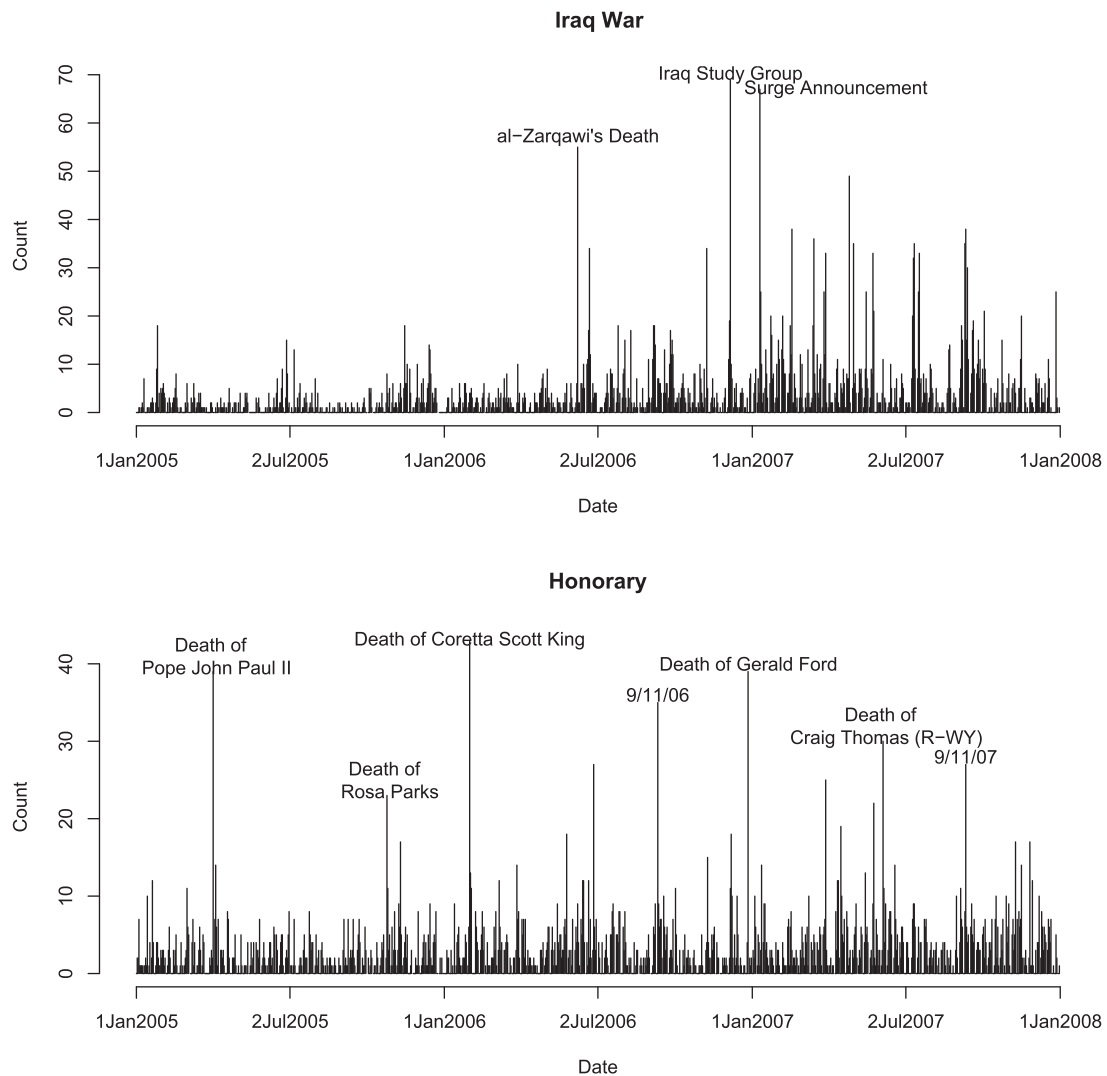 Iraq War
70
60
50
40
30
20
10
0
Count
Iraq Study Group
Surge Announcement
al−Zarqawi's Death
1Jan2005 2Jul2005 1Jan2006 2Jul2006 1Jan2007 2Jul2007 1Jan2008
Date
Honorary
40
30
20
10
0
Count
Death of
Pope John Paul II
Death of
Rosa Parks
Death of Coretta Scott King
9/11/06
Death of Gerald Ford
Death of
Craig Thomas (R−WY)
9/11/07
1Jan2005 2Jul2005 1Jan2006 2Jul2006 1Jan2007 2Jul2007 1Jan2008
Date